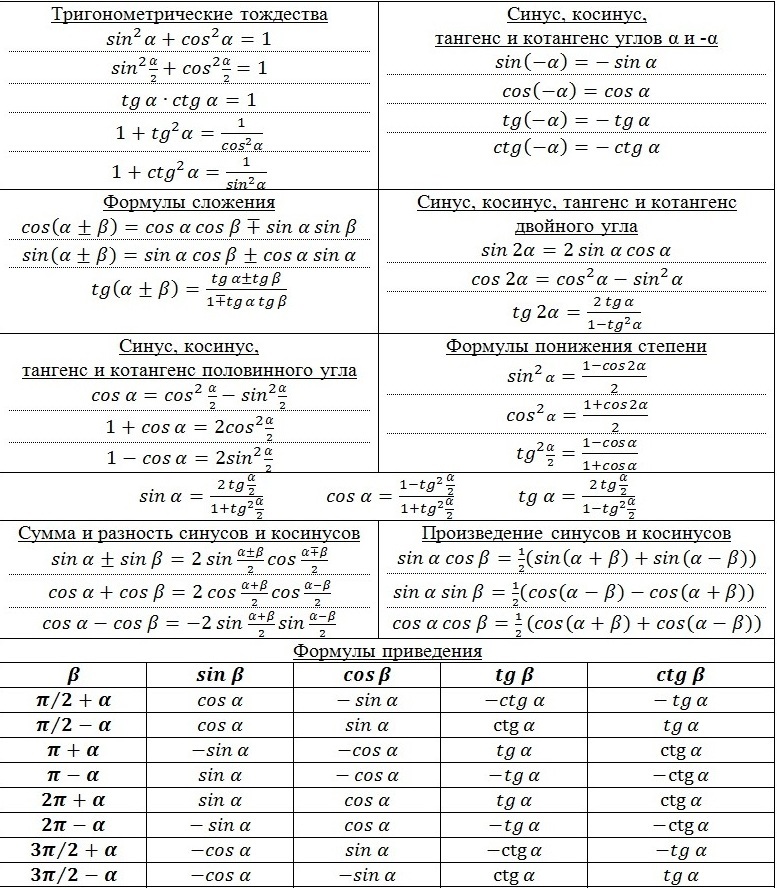 Тригонометрические тождества
sin² α + cos² α = 1
sin² α/2 + cos² α/2 = 1
tg α · ctg α = 1
1 + tg² α = 1/cos² α
1 + ctg² α = 1/sin² α
Синус, косинус,
тангенс и котангенс углов α и -α
sin(−α) = − sin α
cos(−α) = cos α
tg(−α) = − tg α
ctg(−α) = − ctg α
Формулы сложения
cos(α ± β) = cos α cos β ∓ sin α sin β
sin(α ± β) = sin α cos β ± cos α sin α
tg(α ± β) = (tg α ± tg β)/(1 ∓ tg α tg β)
Синус, косинус, тангенс и котангенс
двойного угла
sin 2α = 2 sin α cos α
cos 2α = cos² α − sin² α
tg 2α = (2 tg α)/(1 − tg² α)
Синус, косинус,
тангенс и котангенс половинного угла
cos α = cos² α/2 − sin² α/2
1 + cos α = 2cos² α/2
1 − cos α = 2sin² α/2
Формулы понижения степени
sin² α = (1 − cos 2α)/2
cos² α = (1 + cos 2α)/2
tg² α/2 = (1 − cos α)/(1 + cos α)
sin α = (2 tg α/2)/(1 + tg² α/2) cos α = (1 − tg² α/2)/(1 + tg² α/2) tg α = (2 tg α/2)/(1 − tg² α/2)
Сумма и разность синусов и косинусов
sin α ± sin β = 2 sin (α ± β)/2 cos (α ∓ β)/2
cos α + cos β = 2 cos (α + β)/2 cos (α − β)/2
cos α − cos β = −2 sin (α + β)/2 sin (α − β)/2
Произведение синусов и косинусов
sin α cos β = 1/2 (sin(α + β) + sin(α − β))
sin α sin β = 1/2 (cos(α − β) − cos(α + β))
cos α cos β = 1/2 (cos(α + β) + cos(α − β))
Формулы приведения
β sin β cos β tg β ctg β
π/2 + α cos α − sin α −ctg α − tg α
π/2 − α cos α sin α ctg α tg α
π + α −sin α −cos α tg α ctg α
π − α sin α − cos α −tg α −ctg α
2π + α sin α cos α tg α ctg α
2π − α − sin α cos α −tg α −ctg α
3π/2 + α −cos α sin α −ctg α −tg α
3π/2 − α −cos α −sin α ctg α tg α